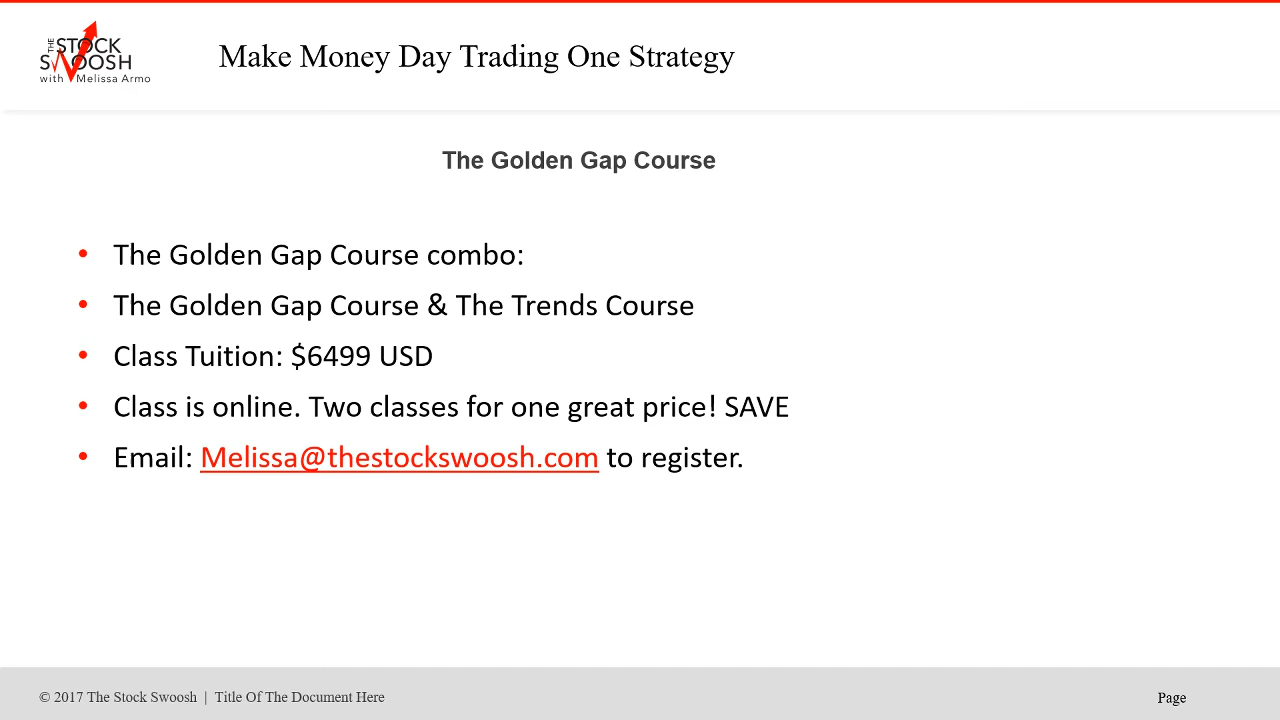 THE STOCK
SWOOSH
with Melissa Armo
Make Money Day Trading One Strategy
The Golden Gap Course
• The Golden Gap Course combo:
• The Golden Gap Course & The Trends Course
• Class Tuition: $6499 USD
• Class is online. Two classes for one great price! SAVE
• Email: Melissa@thestockswoosh.com to register.
© 2017 The Stock Swoosh | Title Of The Document Here
Page